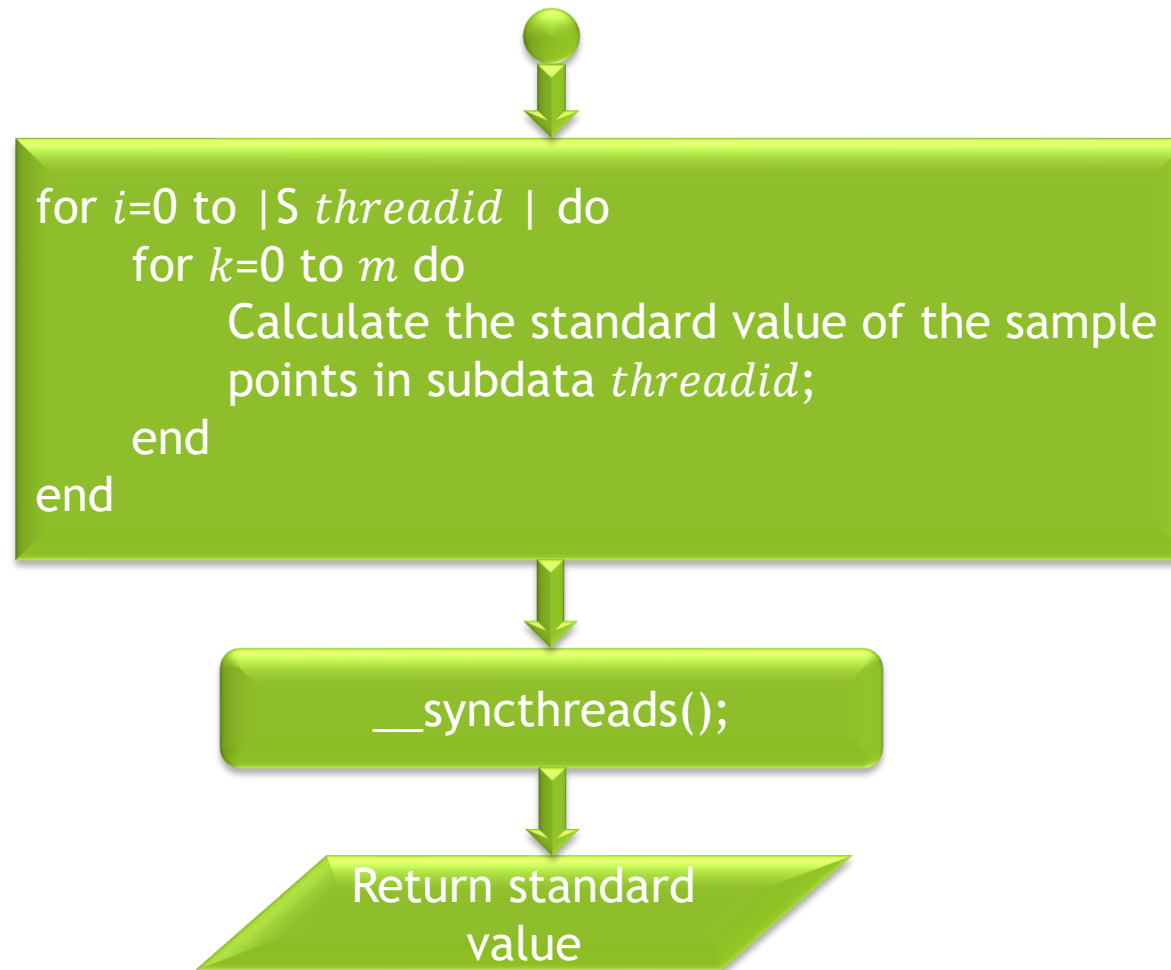 for i=0 to |S threadid | do
for k=0 to m do
Calculate the standard value of the sample
points in subdata threadid;
end
end
__syncthreads();
Return standard
value